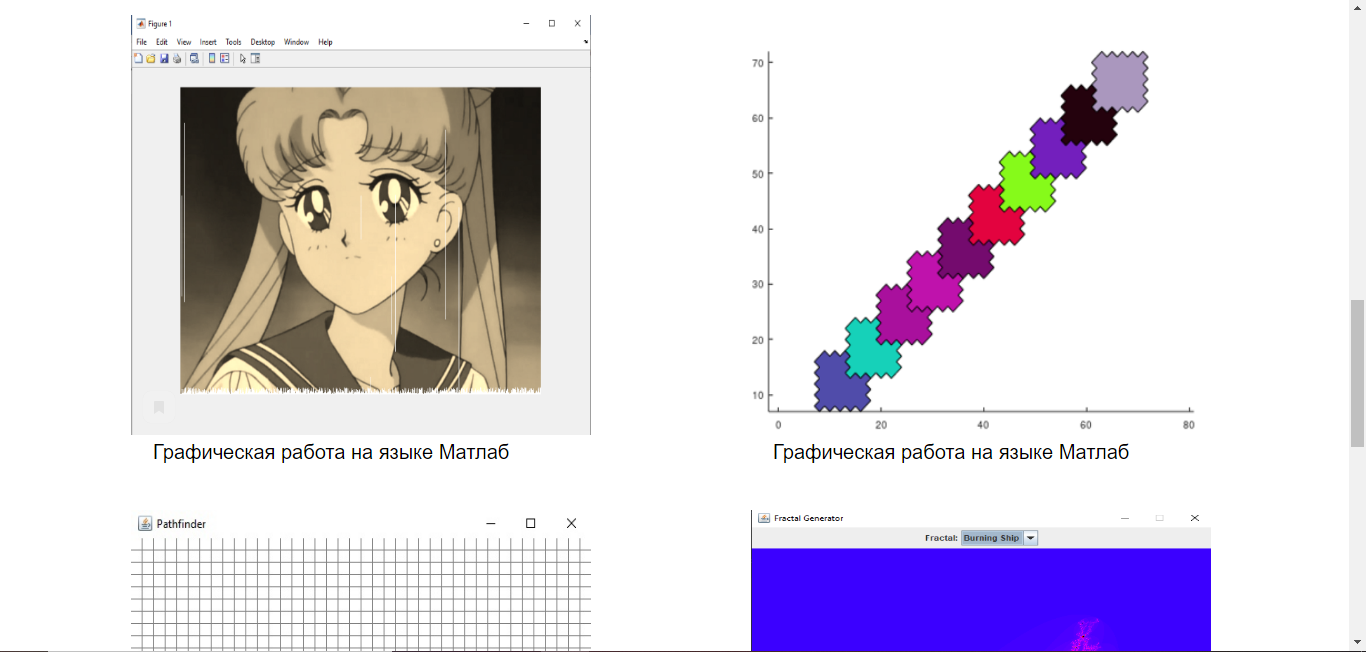 Figure 1
File Edit View Insert Tools Desktop Window Help
70
60
50
40
30
20
10
0 20 40 60 80
Графическая работа на языке Матлаб
Графическая работа на языке Матлаб
Pathfinder
Fractal Generator
Fractal: Burning Ship